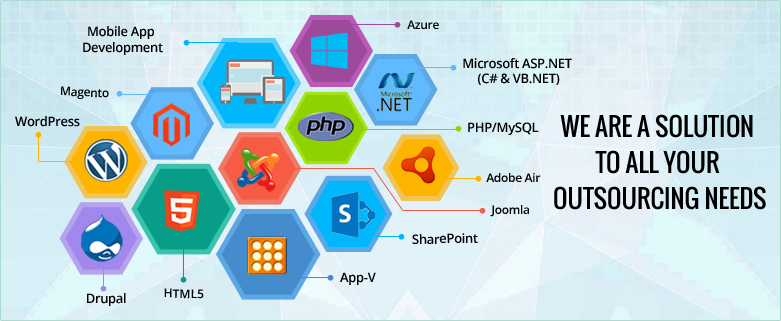 Mobile App
Development
Azure
Microsoft ASP.NET
(C# & VB.NET)
Magento
Microsoft®
.NET
WordPress
php
PHP/MySQL
WE ARE A SOLUTION
TO ALL YOUR
OUTSOURCING NEEDS
W
5
Adobe Air
Joomla
S
SharePoint
App-V
Drupal
HTML5